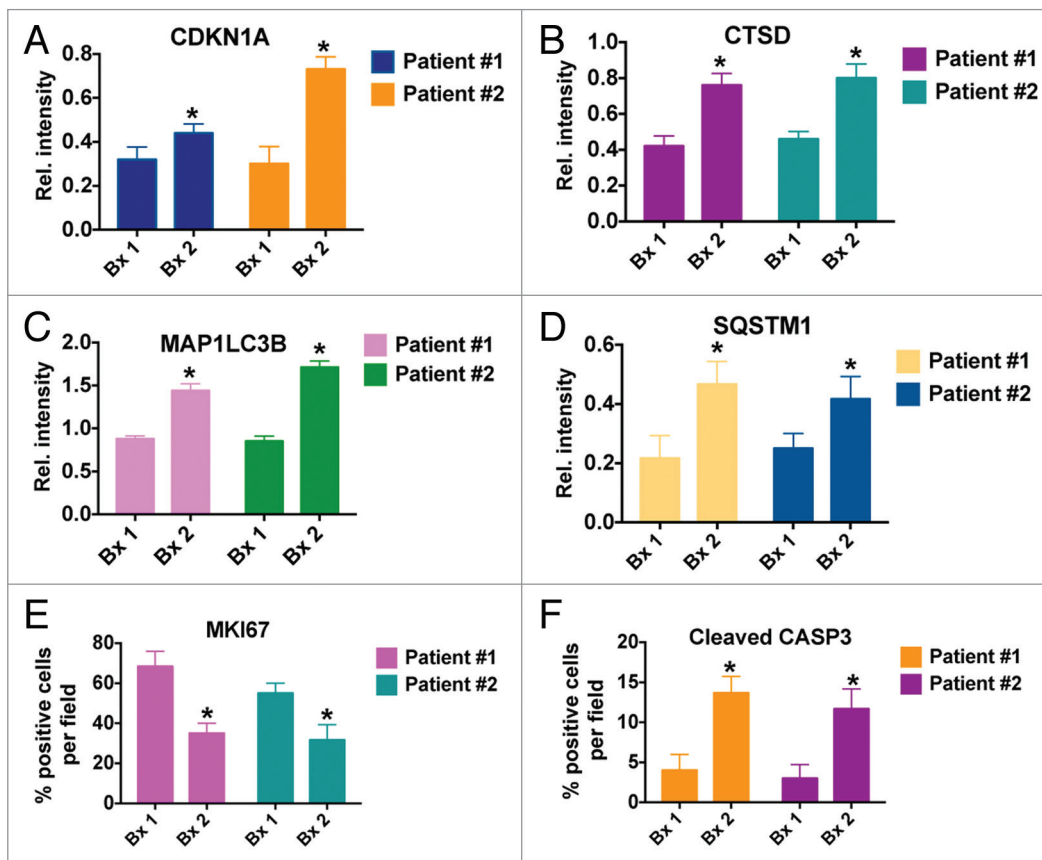 A
CDKN1A
Rel. intensity
0.8
0.6
0.4
0.2
0.0
* *
Bx 1 Bx 2 Bx 1 Bx 2
Patient #1
Patient #2
B
CTSD
Rel. intensity
1.0
0.8
0.6
0.4
0.2
0.0
* *
Bx 1 Bx 2 Bx 1 Bx 2
Patient #1
Patient #2
C
MAP1LC3B
Rel. intensity
2.0
1.5
1.0
0.5
0.0
* *
Bx 1 Bx 2 Bx 1 Bx 2
Patient #1
Patient #2
D
SQSTM1
Rel. intensity
0.6
0.4
0.2
0.0
* *
Bx 1 Bx 2 Bx 1 Bx 2
Patient #1
Patient #2
E
MKI67
% positive cells
per field
80
60
40
20
0
* *
Bx 1 Bx 2 Bx 1 Bx 2
Patient #1
Patient #2
F
Cleaved CASP3
% positive cells
per field
20
15
10
5
0
* *
Bx 1 Bx 2 Bx 1 Bx 2
Patient #1
Patient #2